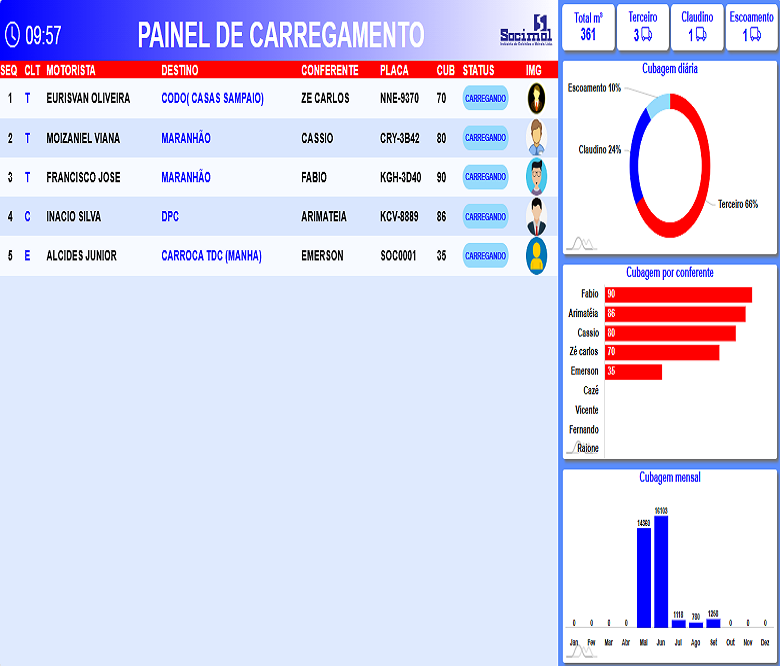 09:57
PAINEL DE CARREGAMENTO
Socimol
Indústria de Colchões e Móveis Ltda
SEQ CLT MOTORISTA DESTINO CONFERENTE PLACA CUB STATUS IMG
1 T EURISVAN OLIVEIRA CODO( CASAS SAMPAIO) ZE CARLOS NNE-9370 70 CARREGANDO
2 T MOIZANIEL VIANA MARANHÃO CASSIO CRY-3B42 80 CARREGANDO
3 T FRANCISCO JOSE MARANHÃO FABIO KGH-3D40 90 CARREGANDO
4 C INACIO SILVA DPC ARIMATEIA KCV-8889 86 CARREGANDO
5 E ALCIDES JUNIOR CARROCA TDC (MANHA) EMERSON SOC0001 35 CARREGANDO
Total m³ Terceiro Claudino Escoamento
361 3 1 1
Cubagem diária
Escoamento 10%
Claudino 24%
Terceiro 66%
Cubagem por conferente
Fabio 90
Arimatéia 86
Cassio 80
Zé carlos 70
Emerson 35
Cazé
Vicente
Fernando
Raione
Cubagem mensal
0 0 0 0 14363 16103 1118 780 1258 0 0 0
Jan Fev Mar Abr Mai Jun Jul Ago Set Out Nov Dez